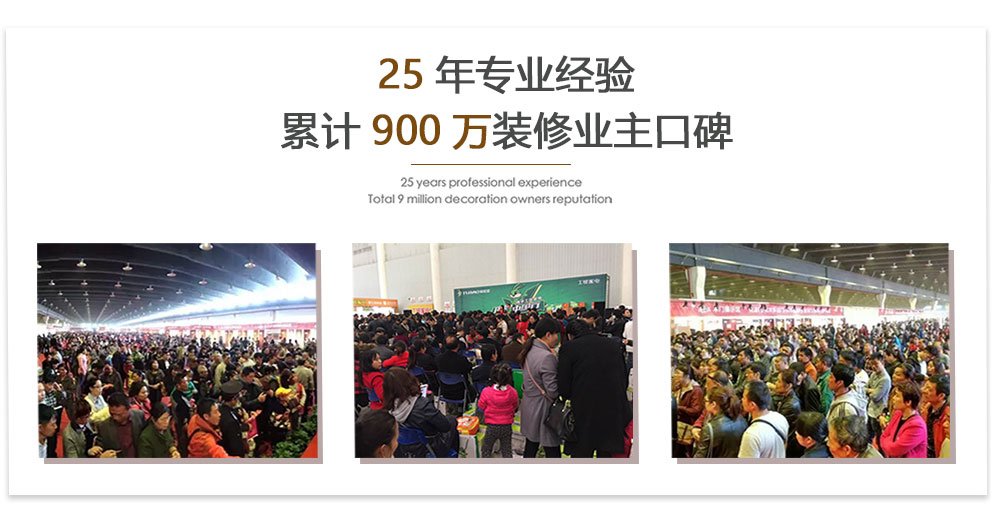 25 年专业经验
累计 900 万装修业主口碑
25 years professional experience
Total 9 million decoration owners reputation